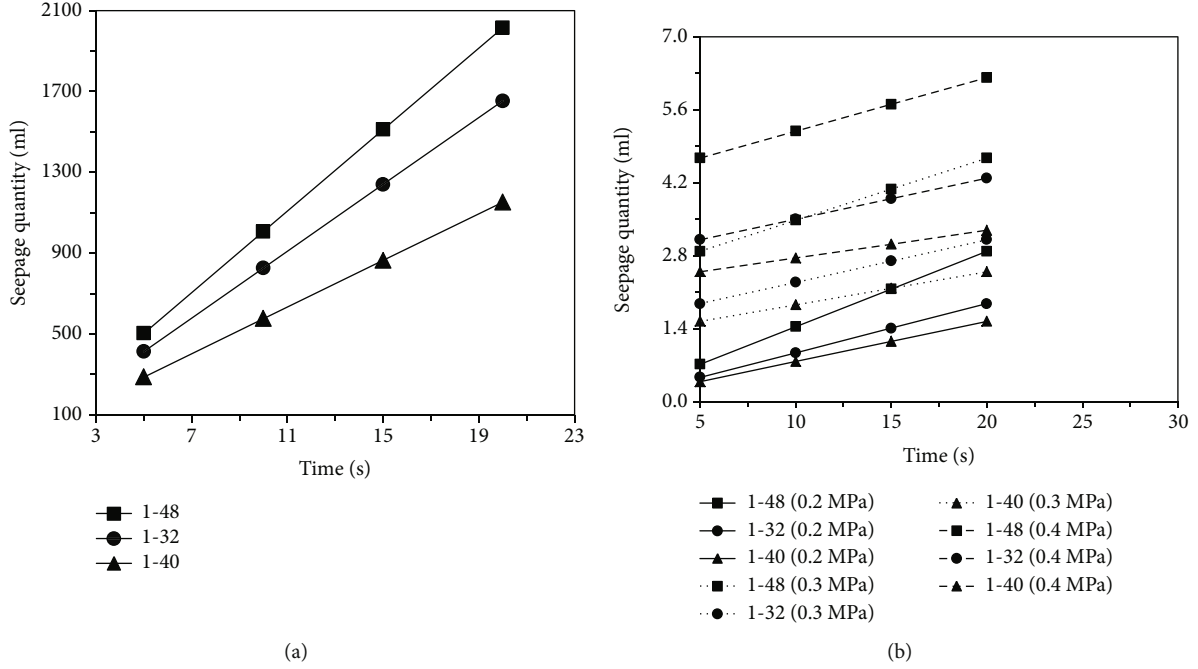 2100
1700
1300
900
500
100
Seepage quantity (ml)
3 7 11 15 19 23
Time (s)
1-48
1-32
1-40
(a)
7.0
5.6
4.2
2.8
1.4
0.0
Seepage quantity (ml)
5 10 15 20 25 30
Time (s)
1-48 (0.2 MPa)
1-32 (0.2 MPa)
1-40 (0.2 MPa)
1-48 (0.3 MPa)
1-32 (0.3 MPa)
1-40 (0.3 MPa)
1-48 (0.4 MPa)
1-32 (0.4 MPa)
1-40 (0.4 MPa)
(b)